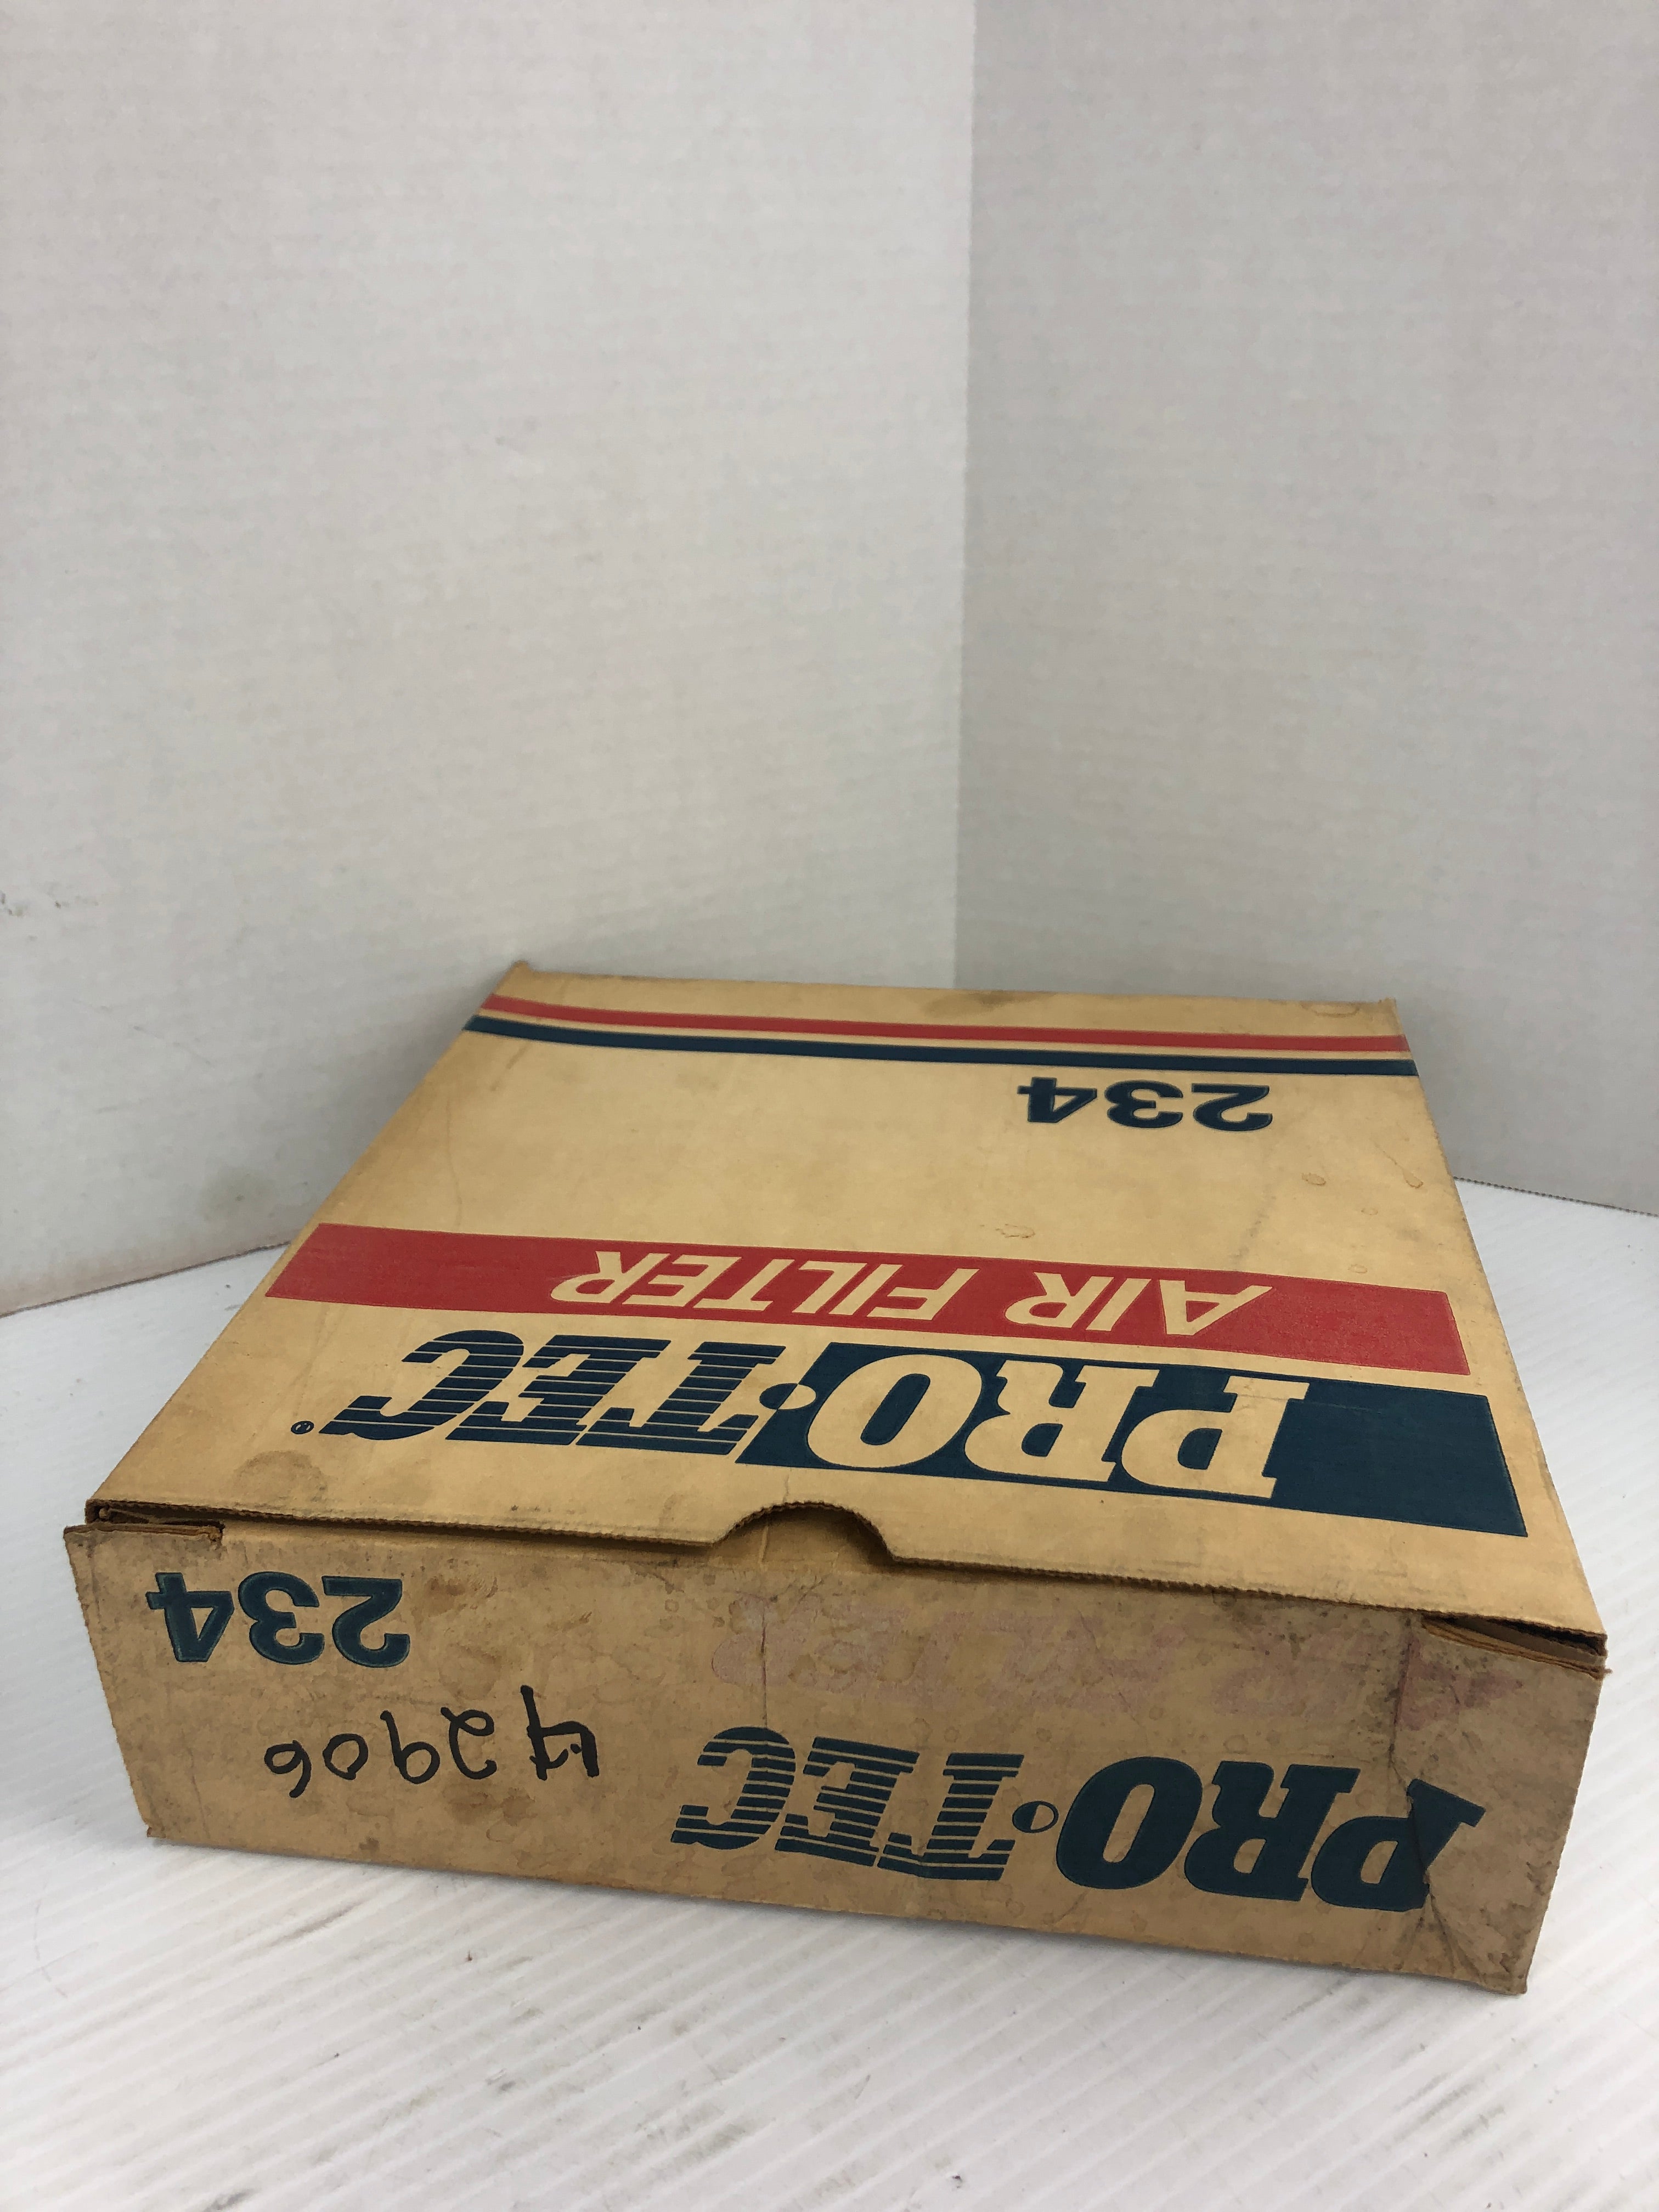 PRO·TEC®
AIR FILTER
234
PRO·TEC
42906
234